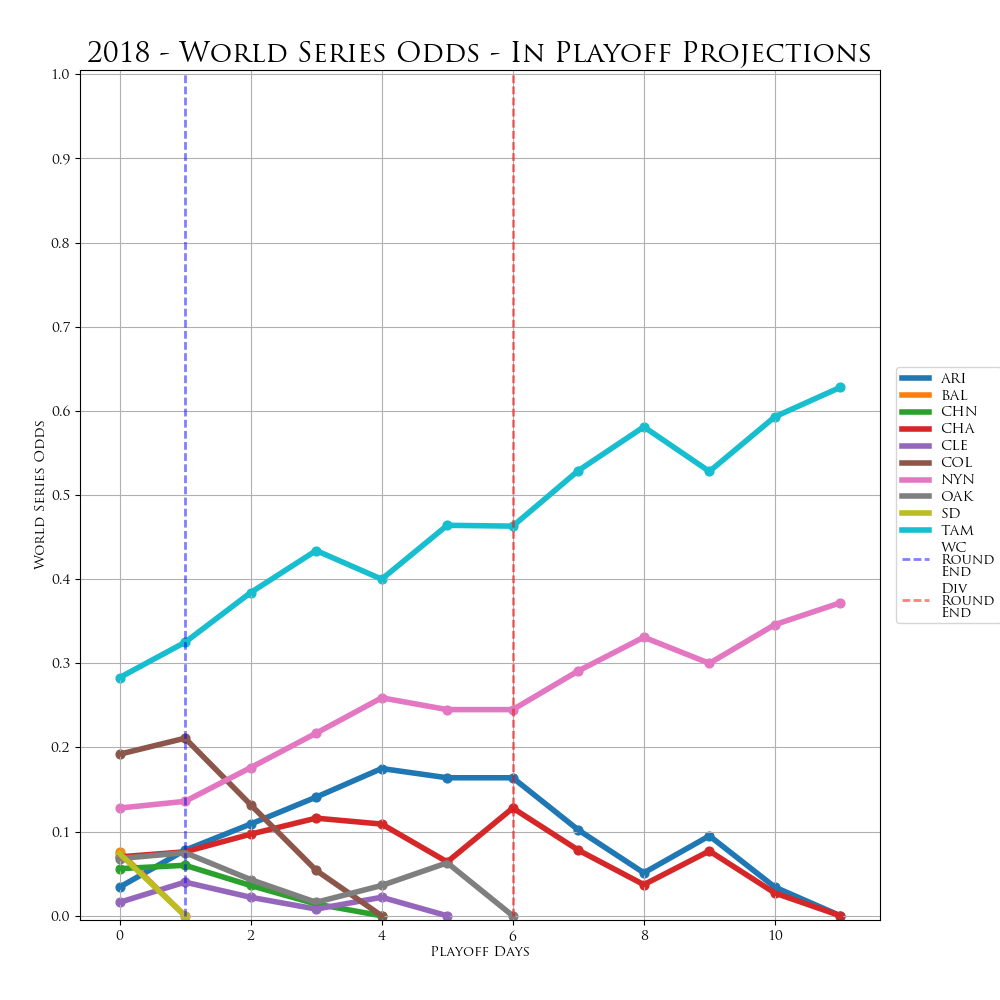 2018 - World Series Odds - In Playoff Projections
1.0
0.9
0.8
0.7
0.6
0.5
0.4
0.3
0.2
0.1
0.0
World Series Odds
0 2 4 6 8 10
Playoff Days
ARI
BAL
CHN
CHA
CLE
COL
NYN
OAK
SD
TAM
WC
Round
End
Div
Round
End